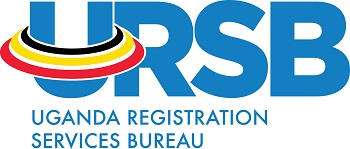 URSB
UGANDA REGISTRATION
SERVICES BUREAU